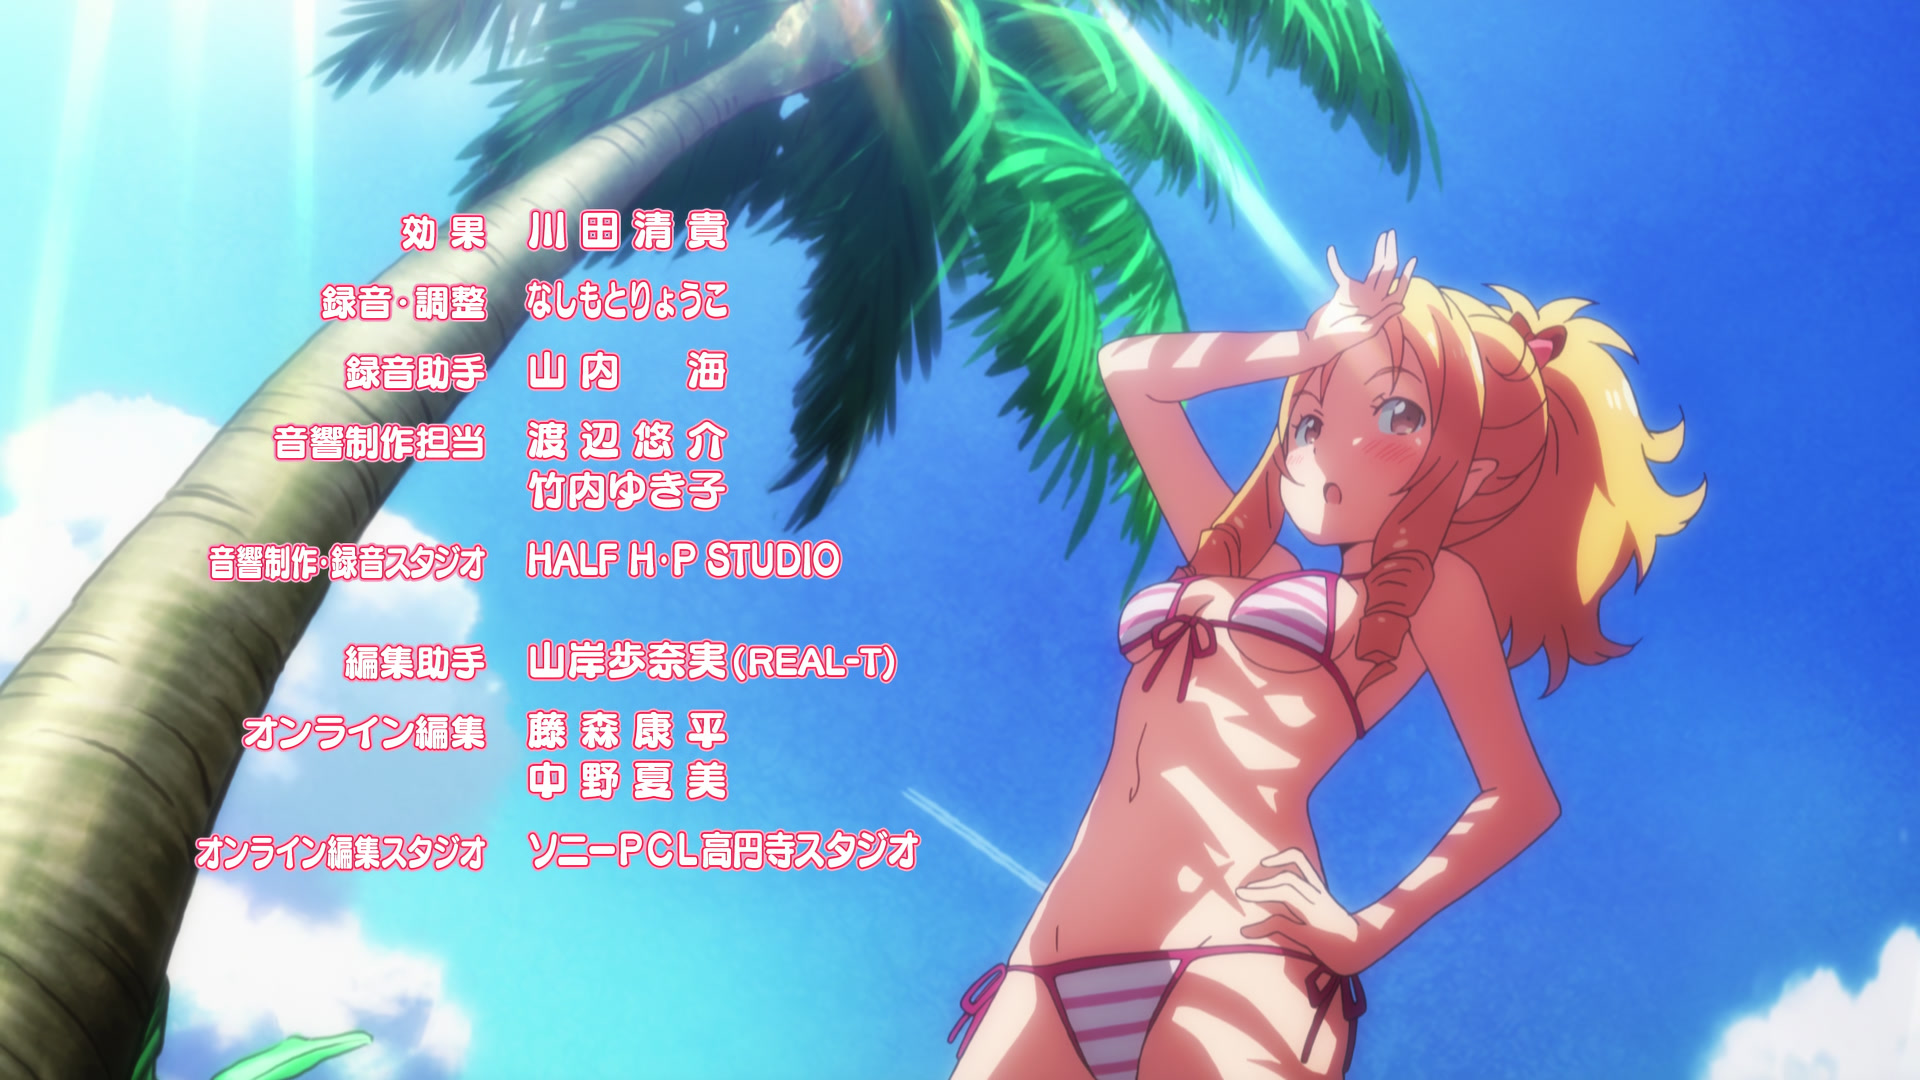 効果 川田清貴
録音・調整 なしもとりょうこ
録音助手 山内 海
音響制作担当 渡辺悠介
竹内ゆき子
音響制作・録音スタジオ HALF H・P STUDIO
編集助手 山岸歩奈実(REAL-T)
オンライン編集 藤森康平
中野夏美
オンライン編集スタジオ ソニーPCL高円寺スタジオ